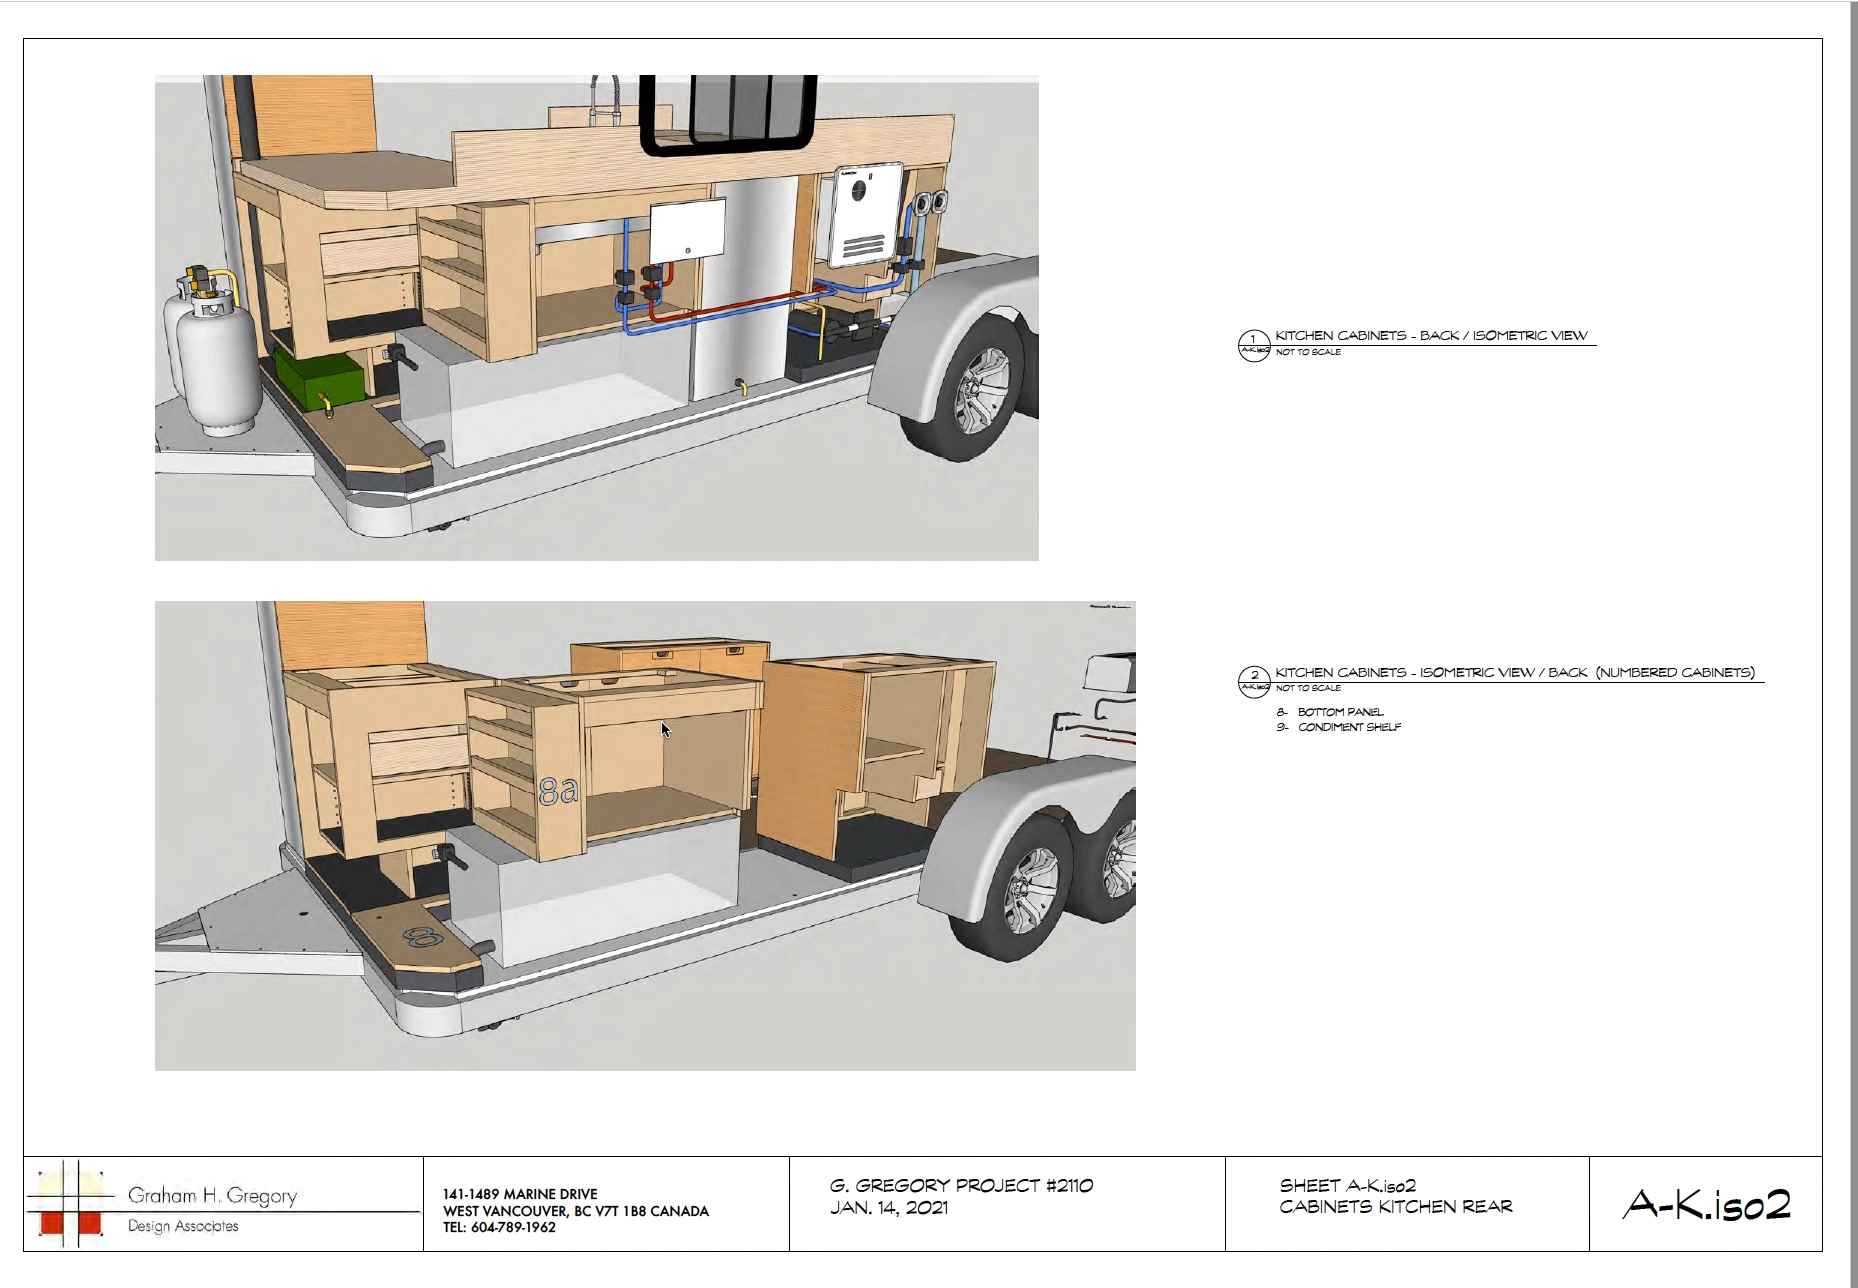 1
A-K.iso2
KITCHEN CABINETS - BACK / ISOMETRIC VIEW
NOT TO SCALE
8a
8
2
A-K.iso2
KITCHEN CABINETS - ISOMETRIC VIEW / BACK (NUMBERED CABINETS)
NOT TO SCALE
8- BOTTOM PANEL
9- CONDIMENT SHELF
Graham H. Gregory
Design Associates
141-1489 MARINE DRIVE
WEST VANCOUVER, BC V7T 1B8 CANADA
TEL: 604-789-1962
G. GREGORY PROJECT #2110
JAN. 14, 2021
SHEET A-K.iso2
CABINETS KITCHEN REAR
A-K.iso2